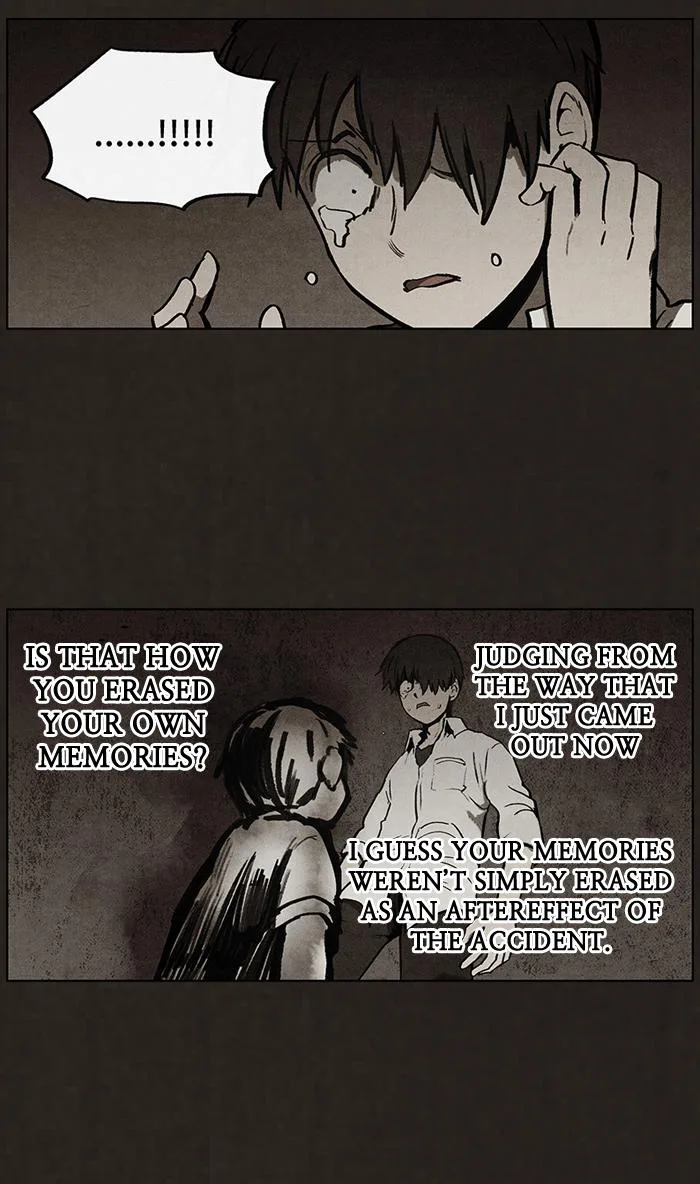 ......!!!!!
IS THAT HOW
YOU ERASED
YOUR OWN
MEMORIES?
JUDGING FROM
THE WAY THAT
I JUST CAME
OUT NOW
I GUESS YOUR MEMORIES
WEREN'T SIMPLY ERASED
AS AN AFTEREFFECT OF
THE ACCIDENT.